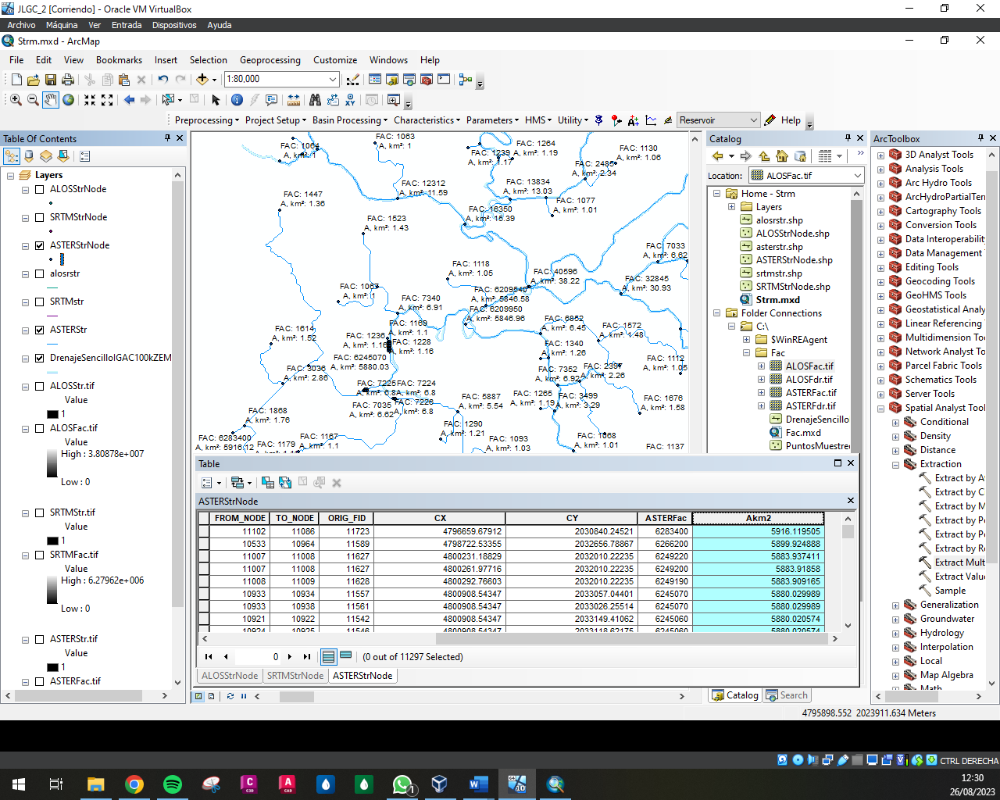 JLGC_2 [Corriendo] - Oracle VM VirtualBox
Archivo Máquina Ver Entrada Dispositivos Ayuda
Strm.mxd - ArcMap
File Edit View Bookmarks Insert Selection Geoprocessing Customize Windows Help
1:80,000
Preprocessing Project Setup Basin Processing Characteristics Parameters HMS Utility Reservoir Help
Table Of Contents
Layers
ALOSStrNode
SRTMStrNode
ASTERStrNode
alosrstr
SRTMstr
ASTERStr
DrenajeSencilloIGAC100kZEM
ALOSStr.tif
Value
1
ALOSFac.tif
Value
High : 3.80878e+007
Low : 0
SRTMStr.tif
Value
1
SRTMFac.tif
Value
High : 6.27962e+006
Low : 0
ASTERStr.tif
Value
1
ASTERFac.tif
FAC: 1064
A, km²: 1
FAC: 1063
A, km²: 1
FAC: 1239
A, km²: 1.17
FAC: 1264
A, km²: 1.19
FAC: 1130
A, km²: 1.06
FAC: 2485
A, km²: 2.34
FAC: 1447
A, km²: 1.36
FAC: 12312
A, km²: 11.59
FAC: 13834
A, km²: 13.03
FAC: 1077
A, km²: 1.01
FAC: 1523
A, km²: 1.43
FAC: 16350
A, km²: 15.39
FAC: 7033
A, km²: 6.62
FAC: 1118
A, km²: 1.05
FAC: 40596
A, km²: 38.22
FAC: 32845
A, km²: 30.93
FAC: 1067
A, km²: 1
FAC: 7340
A, km²: 6.91
FAC: 6209540
A, km²: 5846.58
FAC: 6209950
A, km²: 5846.96
FAC: 6852
A, km²: 6.45
FAC: 1572
A, km²: 1.48
FAC: 1614
A, km²: 1.52
FAC: 1236
A, km²: 1.16
FAC: 1169
A, km²: 1.1
FAC: 1228
A, km²: 1.16
FAC: 1340
A, km²: 1.26
FAC: 3036
A, km²: 2.86
FAC: 6245070
A, km²: 5880.03
FAC: 7352
A, km²: 6.92
FAC: 2397
A, km²: 2.26
FAC: 1112
A, km²: 1.05
FAC: 7225
A, km²: 6.8
FAC: 7224
A, km²: 6.8
FAC: 7035
A, km²: 6.62
FAC: 7226
A, km²: 6.8
FAC: 5887
A, km²: 5.54
FAC: 1265
A, km²: 1.19
FAC: 3499
A, km²: 3.29
FAC: 1676
A, km²: 1.58
FAC: 1868
A, km²: 1.76
FAC: 1290
A, km²: 1.21
FAC: 6283400
A, km²: 5916.12
FAC: 1179
FAC: 1167
A, km²: 1.1
FAC: 1093
A, km²: 1.03
FAC: 1068
A, km²: 1.01
FAC: 1137
Table
ASTERStrNode
FROM_NODE TO_NODE ORIG_FID CX CY ASTERFac Akm2
11102 11086 11723 4796659.67912 2030840.24521 6283400 5916.119505
10533 10964 11589 4798722.53355 2032656.78867 6266200 5899.924888
11007 11008 11627 4800231.18829 2032010.22235 6249220 5883.937411
11007 11008 11627 4800261.97716 2032010.22235 6249200 5883.91858
11008 11009 11628 4800292.76603 2032010.22235 6249190 5883.909165
10933 10934 11557 4800908.54347 2033057.04401 6245070 5880.029989
10933 10938 11561 4800908.54347 2033026.25514 6245070 5880.029989
10921 10922 11542 4800908.54347 2033149.41062 6245060 5880.020574
10924 10925 11546 4800908.54347 2033118.62175 6245060 5880.020574
0 (0 out of 11297 Selected)
ALOSStrNode SRTMStrNode ASTERStrNode
Catalog
Location: ALOSFac.tif
Home - Strm
Layers
alosrstr.shp
ALOSStrNode.shp
asterstr.shp
ASTERStrNode.shp
srtmstr.shp
SRTMStrNode.shp
Strm.mxd
Folder Connections
C:\
$WinREAgent
Fac
ALOSFac.tif
ALOSFdr.tif
ASTERFac.tif
ASTERFdr.tif
DrenajeSencillo
Fac.mxd
PuntosMuestre
Catalog Search
ArcToolbox
3D Analyst Tools
Analysis Tools
Arc Hydro Tools
ArcHydroPartialTerr
Cartography Tools
Conversion Tools
Data Interoperability
Data Management
Editing Tools
Geocoding Tools
GeoHMS Tools
Geostatistical Analy
Linear Referencing
Multidimension Too
Network Analyst To
Parcel Fabric Tools
Schematics Tools
Server Tools
Spatial Analyst Tool
Conditional
Density
Distance
Extraction
Extract by A
Extract by C
Extract by M
Extract by P
Extract by P
Extract by R
Extract Mult
Extract Value
Sample
Generalization
Groundwater
Hydrology
Interpolation
Local
Map Algebra
Math
4795898.552 2023911.634 Meters
CTRL DERECHA
12:30
26/08/2023